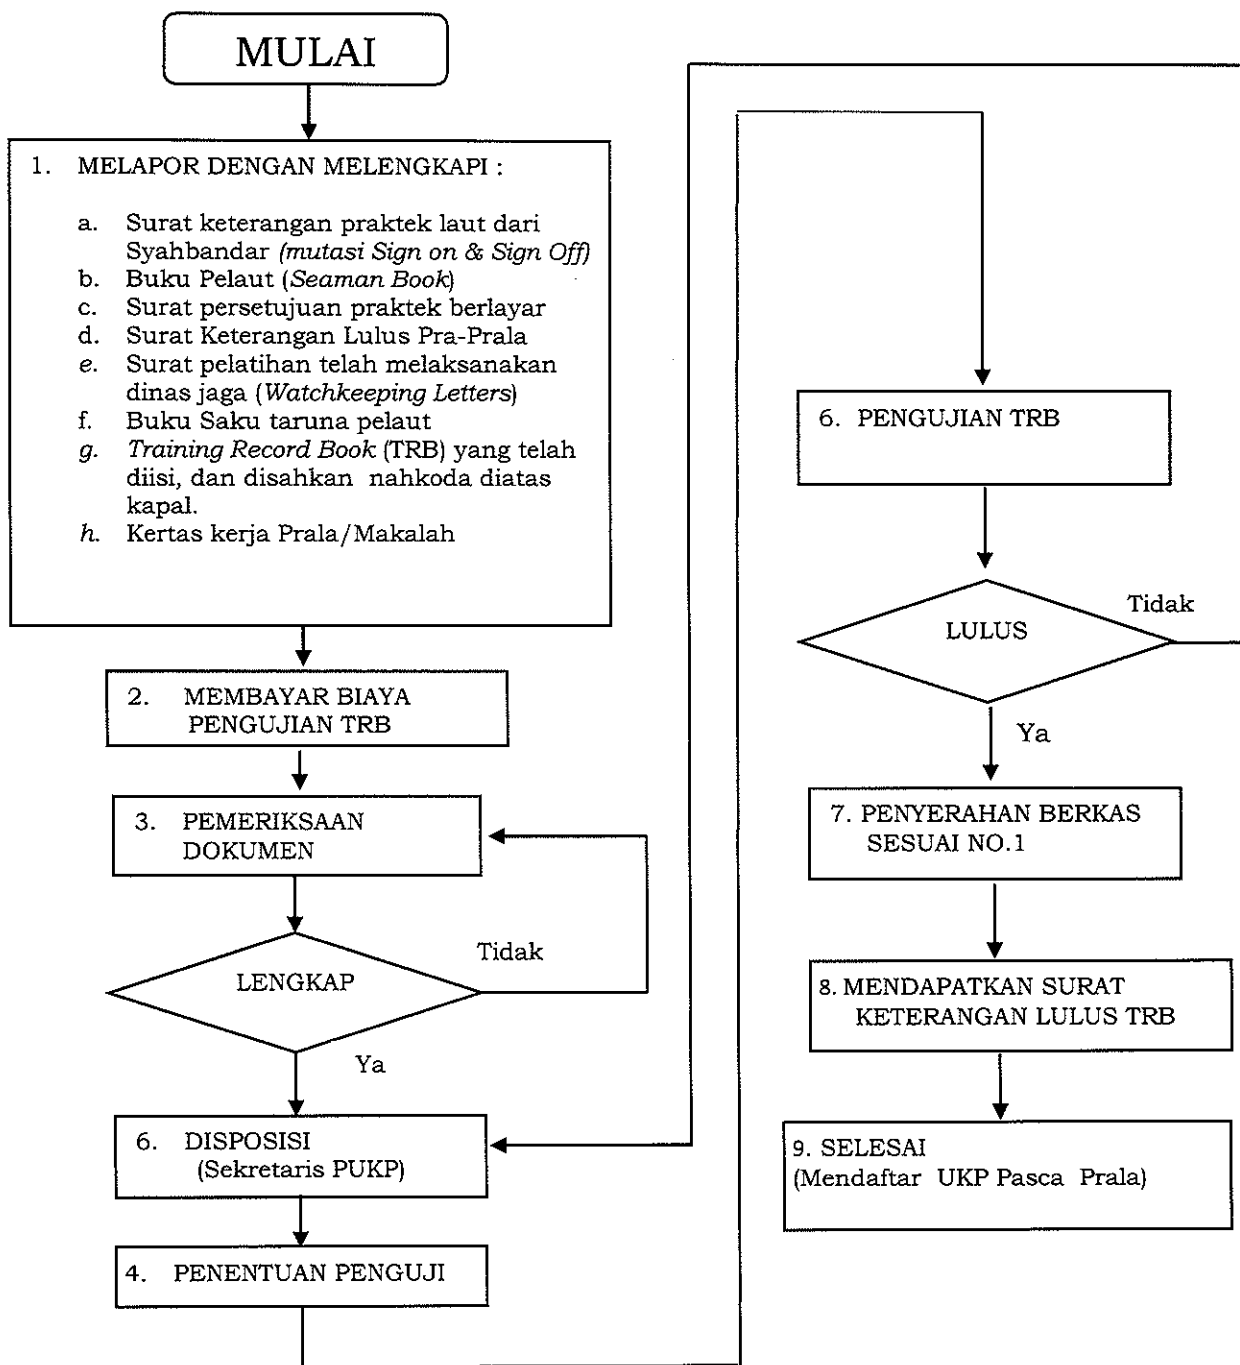 MULAI
1. MELAPOR DENGAN MELENGKAPI :
a. Surat keterangan praktek laut dari
Syahbandar (mutasi Sign on & Sign Off)
b. Buku Pelaut (Seaman Book)
c. Surat persetujuan praktek berlayar
d. Surat Keterangan Lulus Pra-Prala
e. Surat pelatihan telah melaksanakan
dinas jaga (Watchkeeping Letters)
f. Buku Saku taruna pelaut
g. Training Record Book (TRB) yang telah
diisi, dan disahkan nahkoda diatas
kapal.
h. Kertas kerja Prala/Makalah
2. MEMBAYAR BIAYA
PENGUJIAN TRB
3. PEMERIKSAAN
DOKUMEN
LENGKAP
Tidak
Ya
6. DISPOSISI
(Sekretaris PUKP)
4. PENENTUAN PENGUJI
6. PENGUJIAN TRB
LULUS
Tidak
Ya
7. PENYERAHAN BERKAS
SESUAI NO.1
8. MENDAPATKAN SURAT
KETERANGAN LULUS TRB
9. SELESAI
(Mendaftar UKP Pasca Prala)